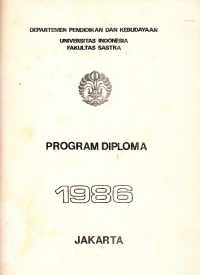 DEPARTEMEN PENDIDIKAN DAN KEBUDAYAAN
UNIVERSITAS INDONESIA
FAKULTAS SASTRA
PROGRAM DIPLOMA
1986
JAKARTA